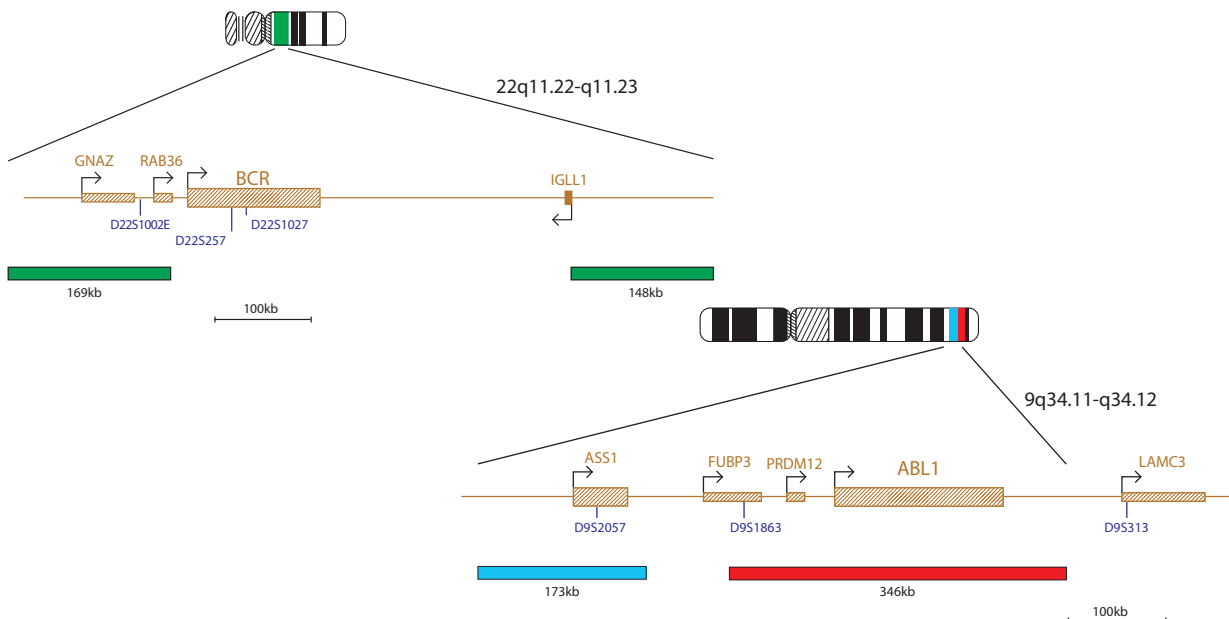 22q11.22-q11.23
GNAZ
RAB36
BCR
IGLL1
D22S1002E
D22S257
D22S1027
169kb
148kb
100kb
9q34.11-q34.12
ASS1
FUBP3
PRDM12
ABL1
LAMC3
D9S2057
D9S1863
D9S313
173kb
346kb
100kb